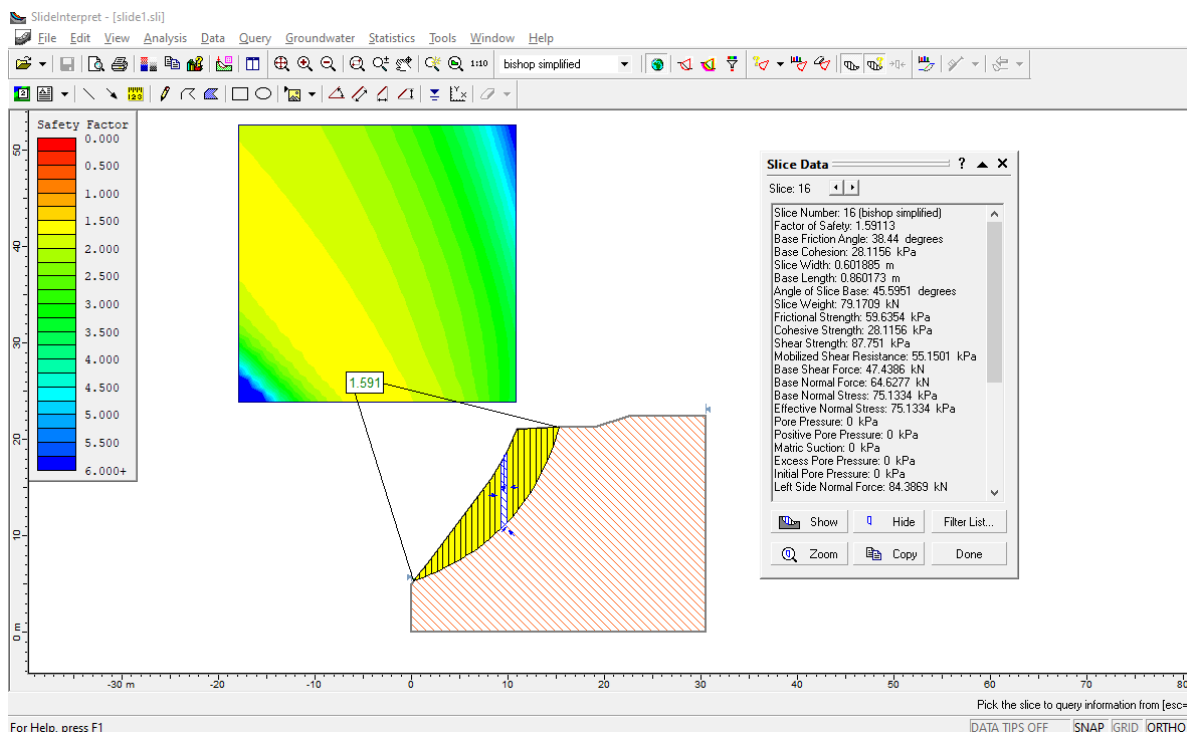 SlideInterpret - [slide1.sli]
File Edit View Analysis Data Query Groundwater Statistics Tools Window Help
1:10 bishop simplified
Safety Factor
0.000
0.500
1.000
1.500
2.000
2.500
3.000
3.500
4.000
4.500
5.000
5.500
6.000+
50
40
30
20
10
0 m
1.591
Slice Data ?
Slice: 16
Slice Number: 16 (bishop simplified)
Factor of Safety: 1.59113
Base Friction Angle: 38.44 degrees
Base Cohesion: 28.1156 kPa
Slice Width: 0.601885 m
Base Length: 0.860173 m
Angle of Slice Base: 45.5951 degrees
Slice Weight: 79.1709 kN
Frictional Strength: 59.6354 kPa
Cohesive Strength: 28.1156 kPa
Shear Strength: 87.751 kPa
Mobilized Shear Resistance: 55.1501 kPa
Base Shear Force: 47.4386 kN
Base Normal Force: 64.6277 kN
Base Normal Stress: 75.1334 kPa
Effective Normal Stress: 75.1334 kPa
Pore Pressure: 0 kPa
Positive Pore Pressure: 0 kPa
Matric Suction: 0 kPa
Excess Pore Pressure: 0 kPa
Initial Pore Pressure: 0 kPa
Left Side Normal Force: 84.3869 kN
Show Hide Filter List...
Zoom Copy Done
-30 m -20 -10 0 10 20 30 40 50 60 70 80
Pick the slice to query information from [esc=
For Help, press F1 DATA TIPS OFF SNAP GRID ORTHO